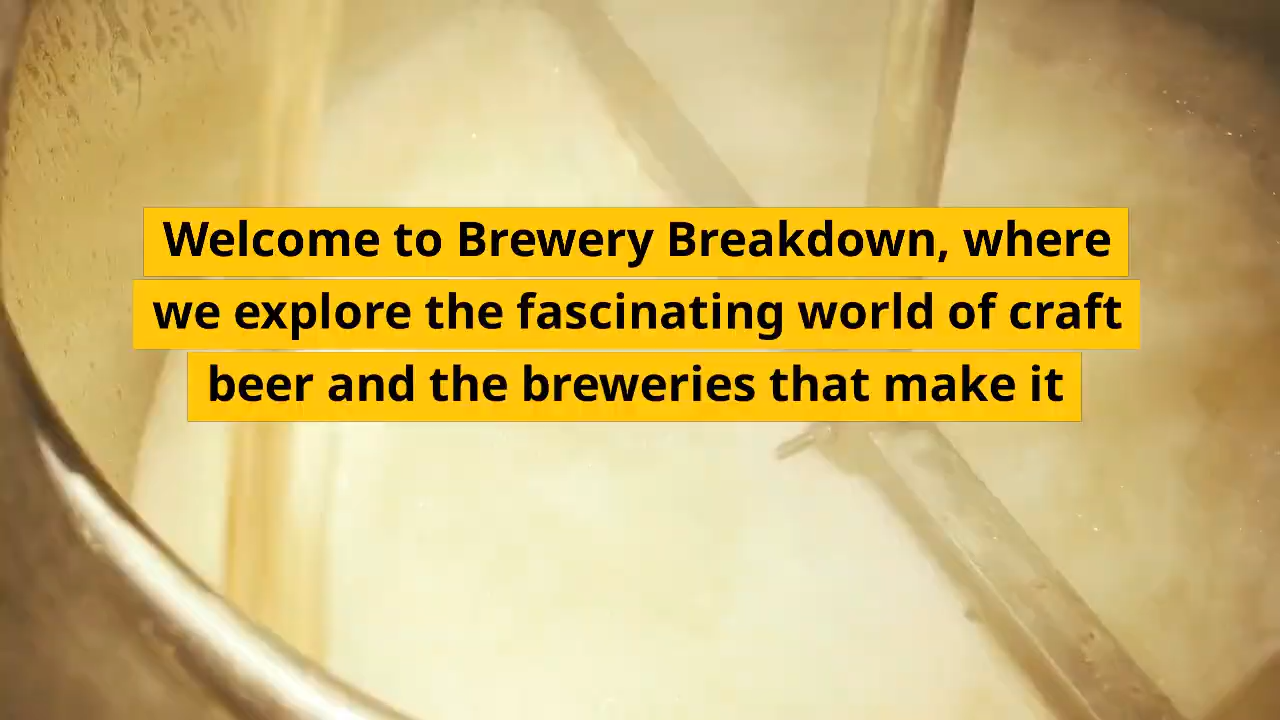 Welcome to Brewery Breakdown, where
we explore the fascinating world of craft
beer and the breweries that make it